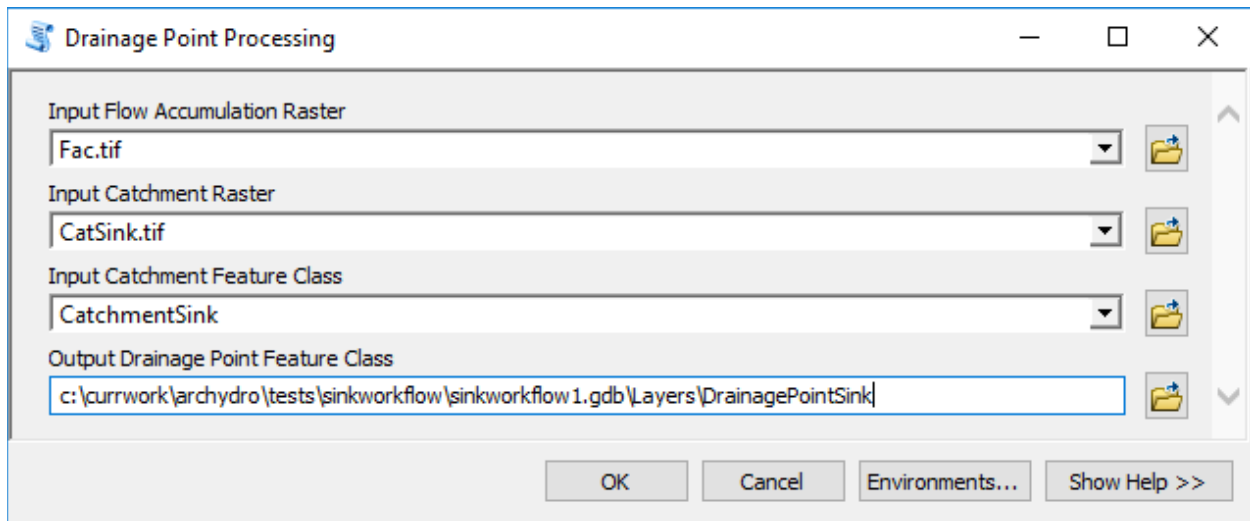 Drainage Point Processing
Input Flow Accumulation Raster
Fac.tif
Input Catchment Raster
CatSink.tif
Input Catchment Feature Class
CatchmentSink
Output Drainage Point Feature Class
c:\currwork\archydro\tests\sinkworkflow\sinkworkflow1.gdb\Layers\DrainagePointSink
OK Cancel Environments... Show Help >>